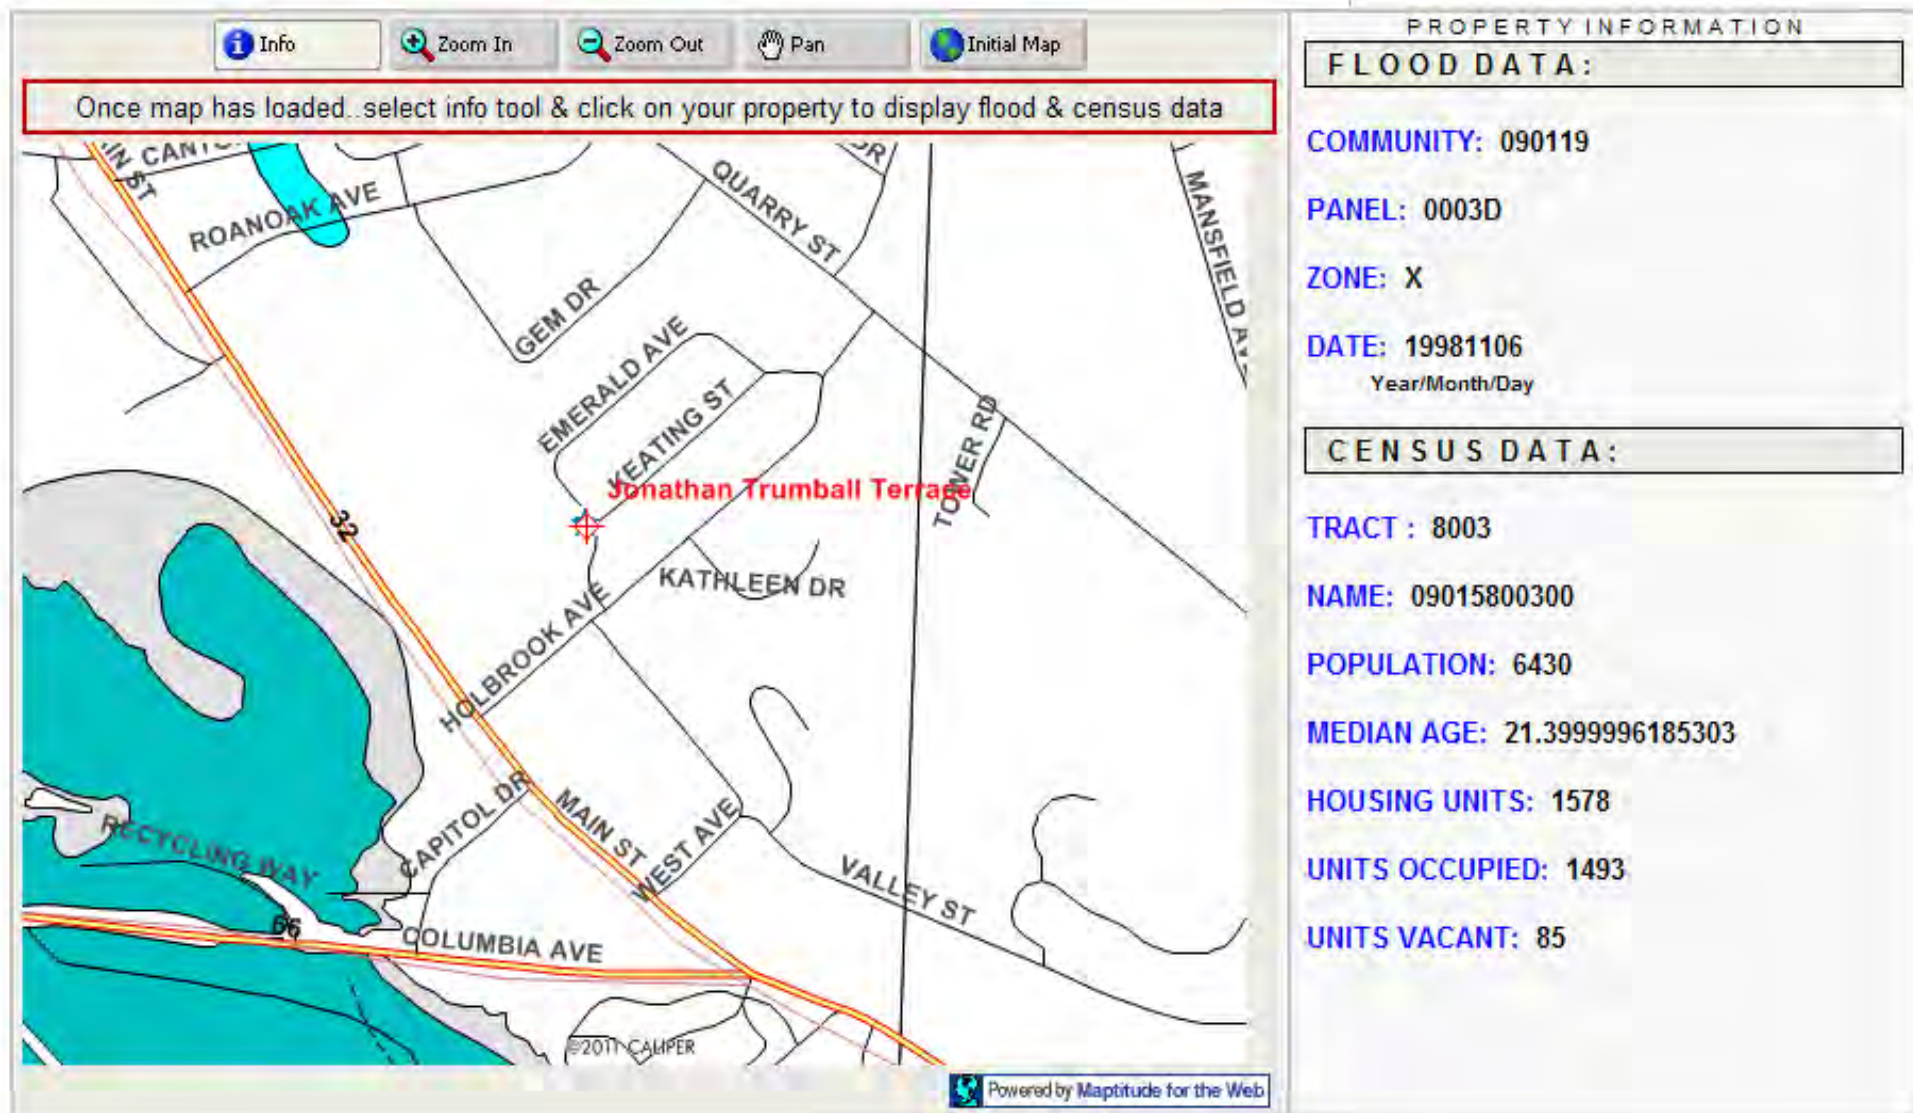 Info
Zoom In
Zoom Out
Pan
Initial Map
Once map has loaded..select info tool & click on your property to display flood & census data
IN ST
ROANOAK AVE
DR
QUARRY ST
MANSFIELD AVE
GEM DR
EMERALD AVE
KEATING ST
Jonathan Trumball Terrace
TOWER RD
32
KATHLEEN DR
HOLBROOK AVE
CAPITOL DR
MAIN ST
WEST AVE
RECYCLING WAY
VALLEY ST
66
COLUMBIA AVE
©2011 CALIPER
Powered by Maptitude for the Web
PROPERTY INFORMATION
FLOOD DATA:
COMMUNITY: 090119
PANEL: 0003D
ZONE: X
DATE: 19981106
Year/Month/Day
CENSUS DATA:
TRACT : 8003
NAME: 09015800300
POPULATION: 6430
MEDIAN AGE: 21.3999996185303
HOUSING UNITS: 1578
UNITS OCCUPIED: 1493
UNITS VACANT: 85